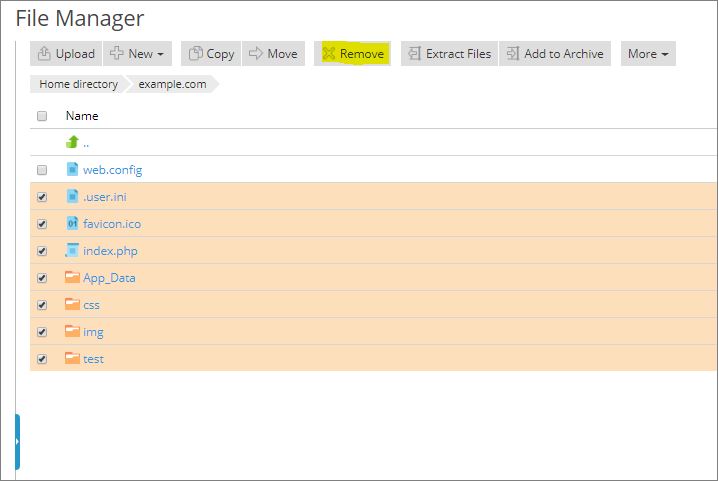 File Manager
Upload New Copy Move Remove Extract Files Add to Archive More
Home directory example.com
Name
..
web.config
.user.ini
01 favicon.ico
index.php
App_Data
css
img
test